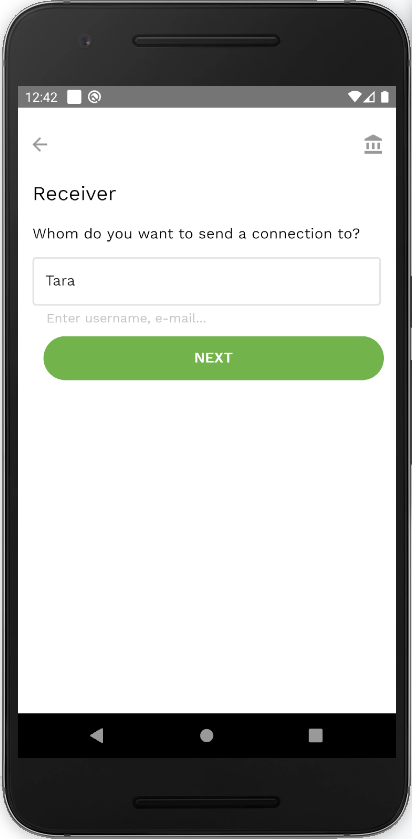 12:42
Receiver
Whom do you want to send a connection to?
Tara
Enter username, e-mail...
NEXT